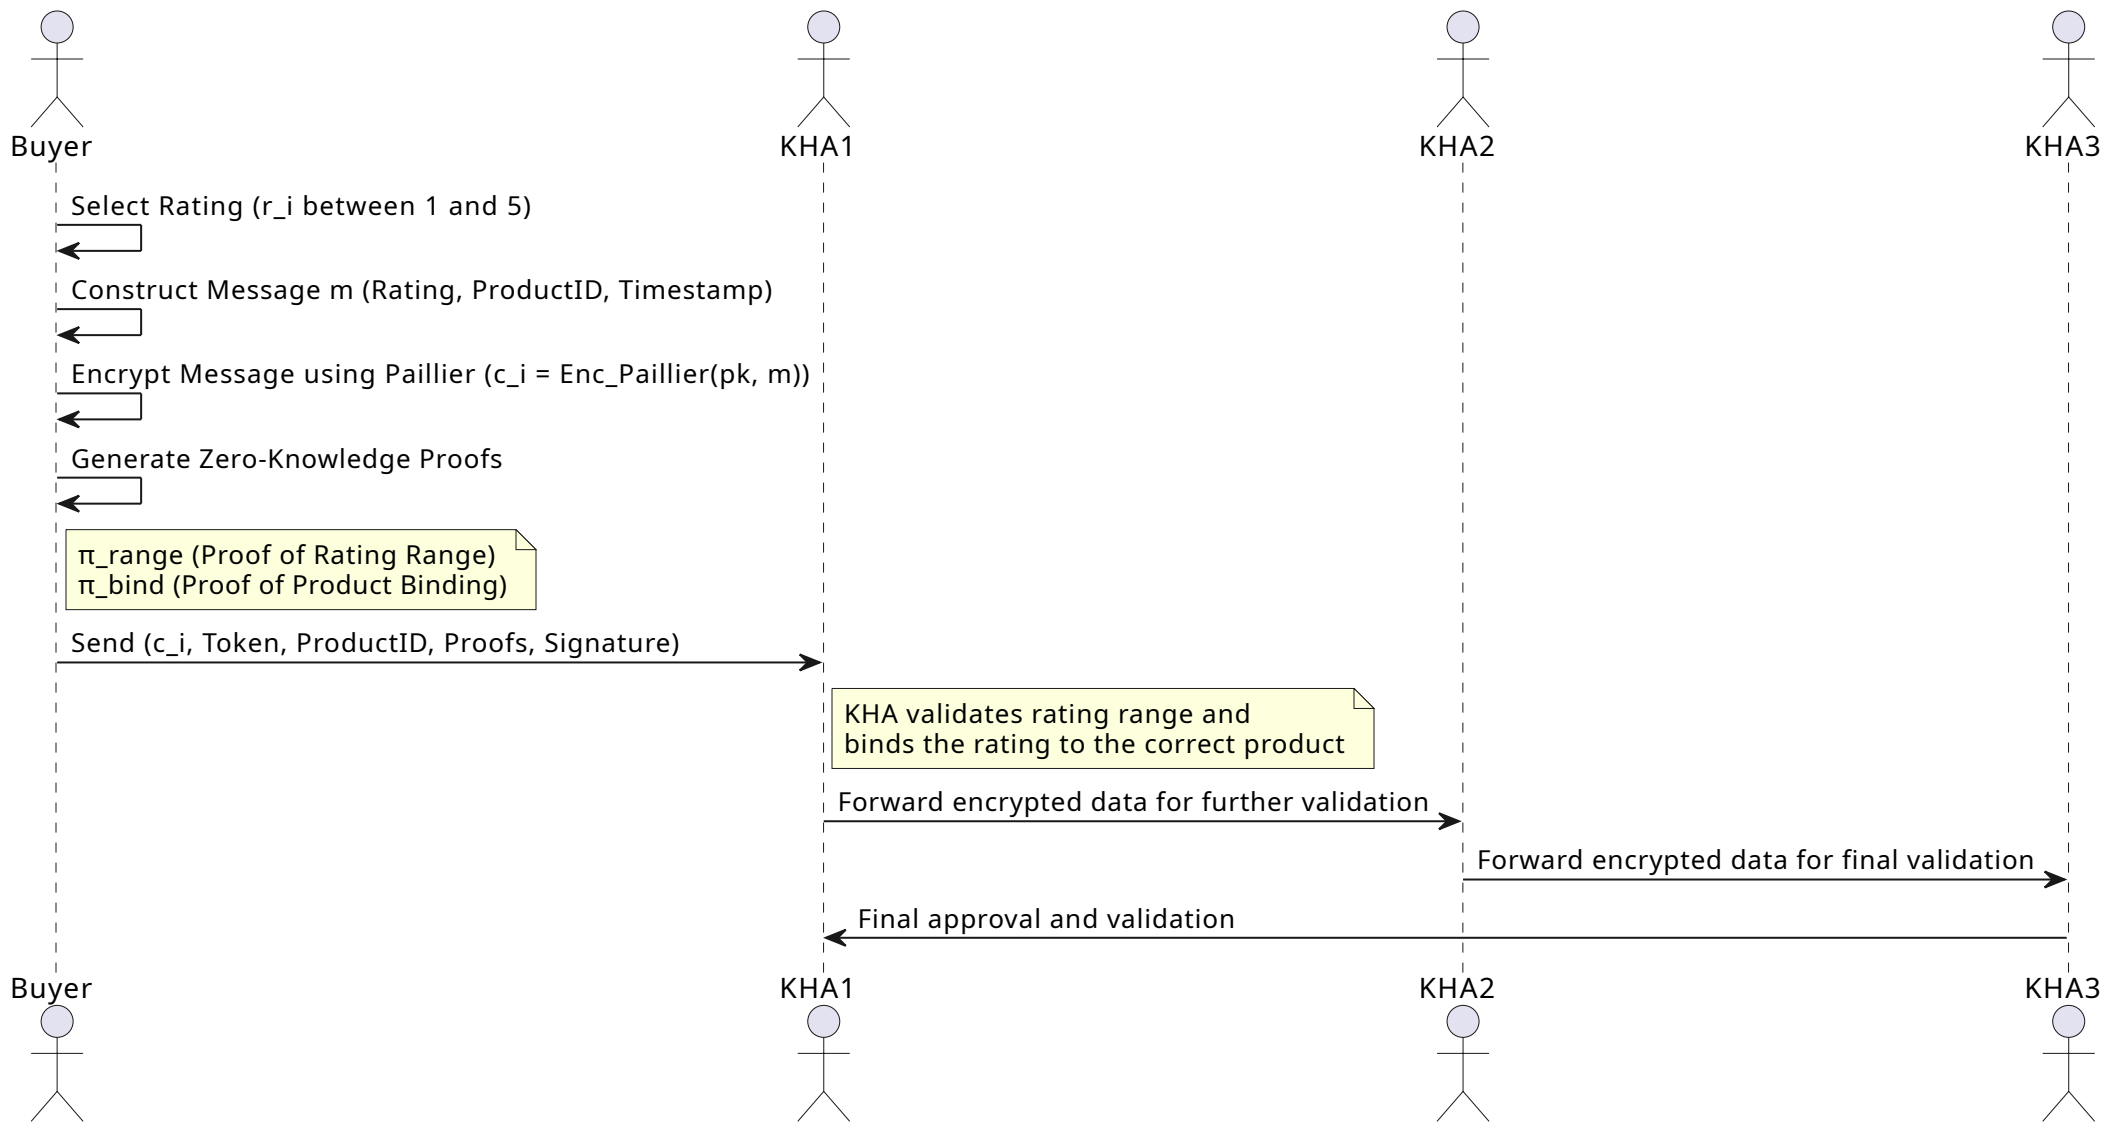 Buyer
KHA1
KHA2
KHA3
Select Rating (r_i between 1 and 5)
Construct Message m (Rating, ProductID, Timestamp)
Encrypt Message using Paillier (c_i = Enc_Paillier(pk, m))
Generate Zero-Knowledge Proofs
π_range (Proof of Rating Range)
π_bind (Proof of Product Binding)
Send (c_i, Token, ProductID, Proofs, Signature)
KHA validates rating range and
binds the rating to the correct product
Forward encrypted data for further validation
Forward encrypted data for final validation
Final approval and validation
Buyer
KHA1
KHA2
KHA3